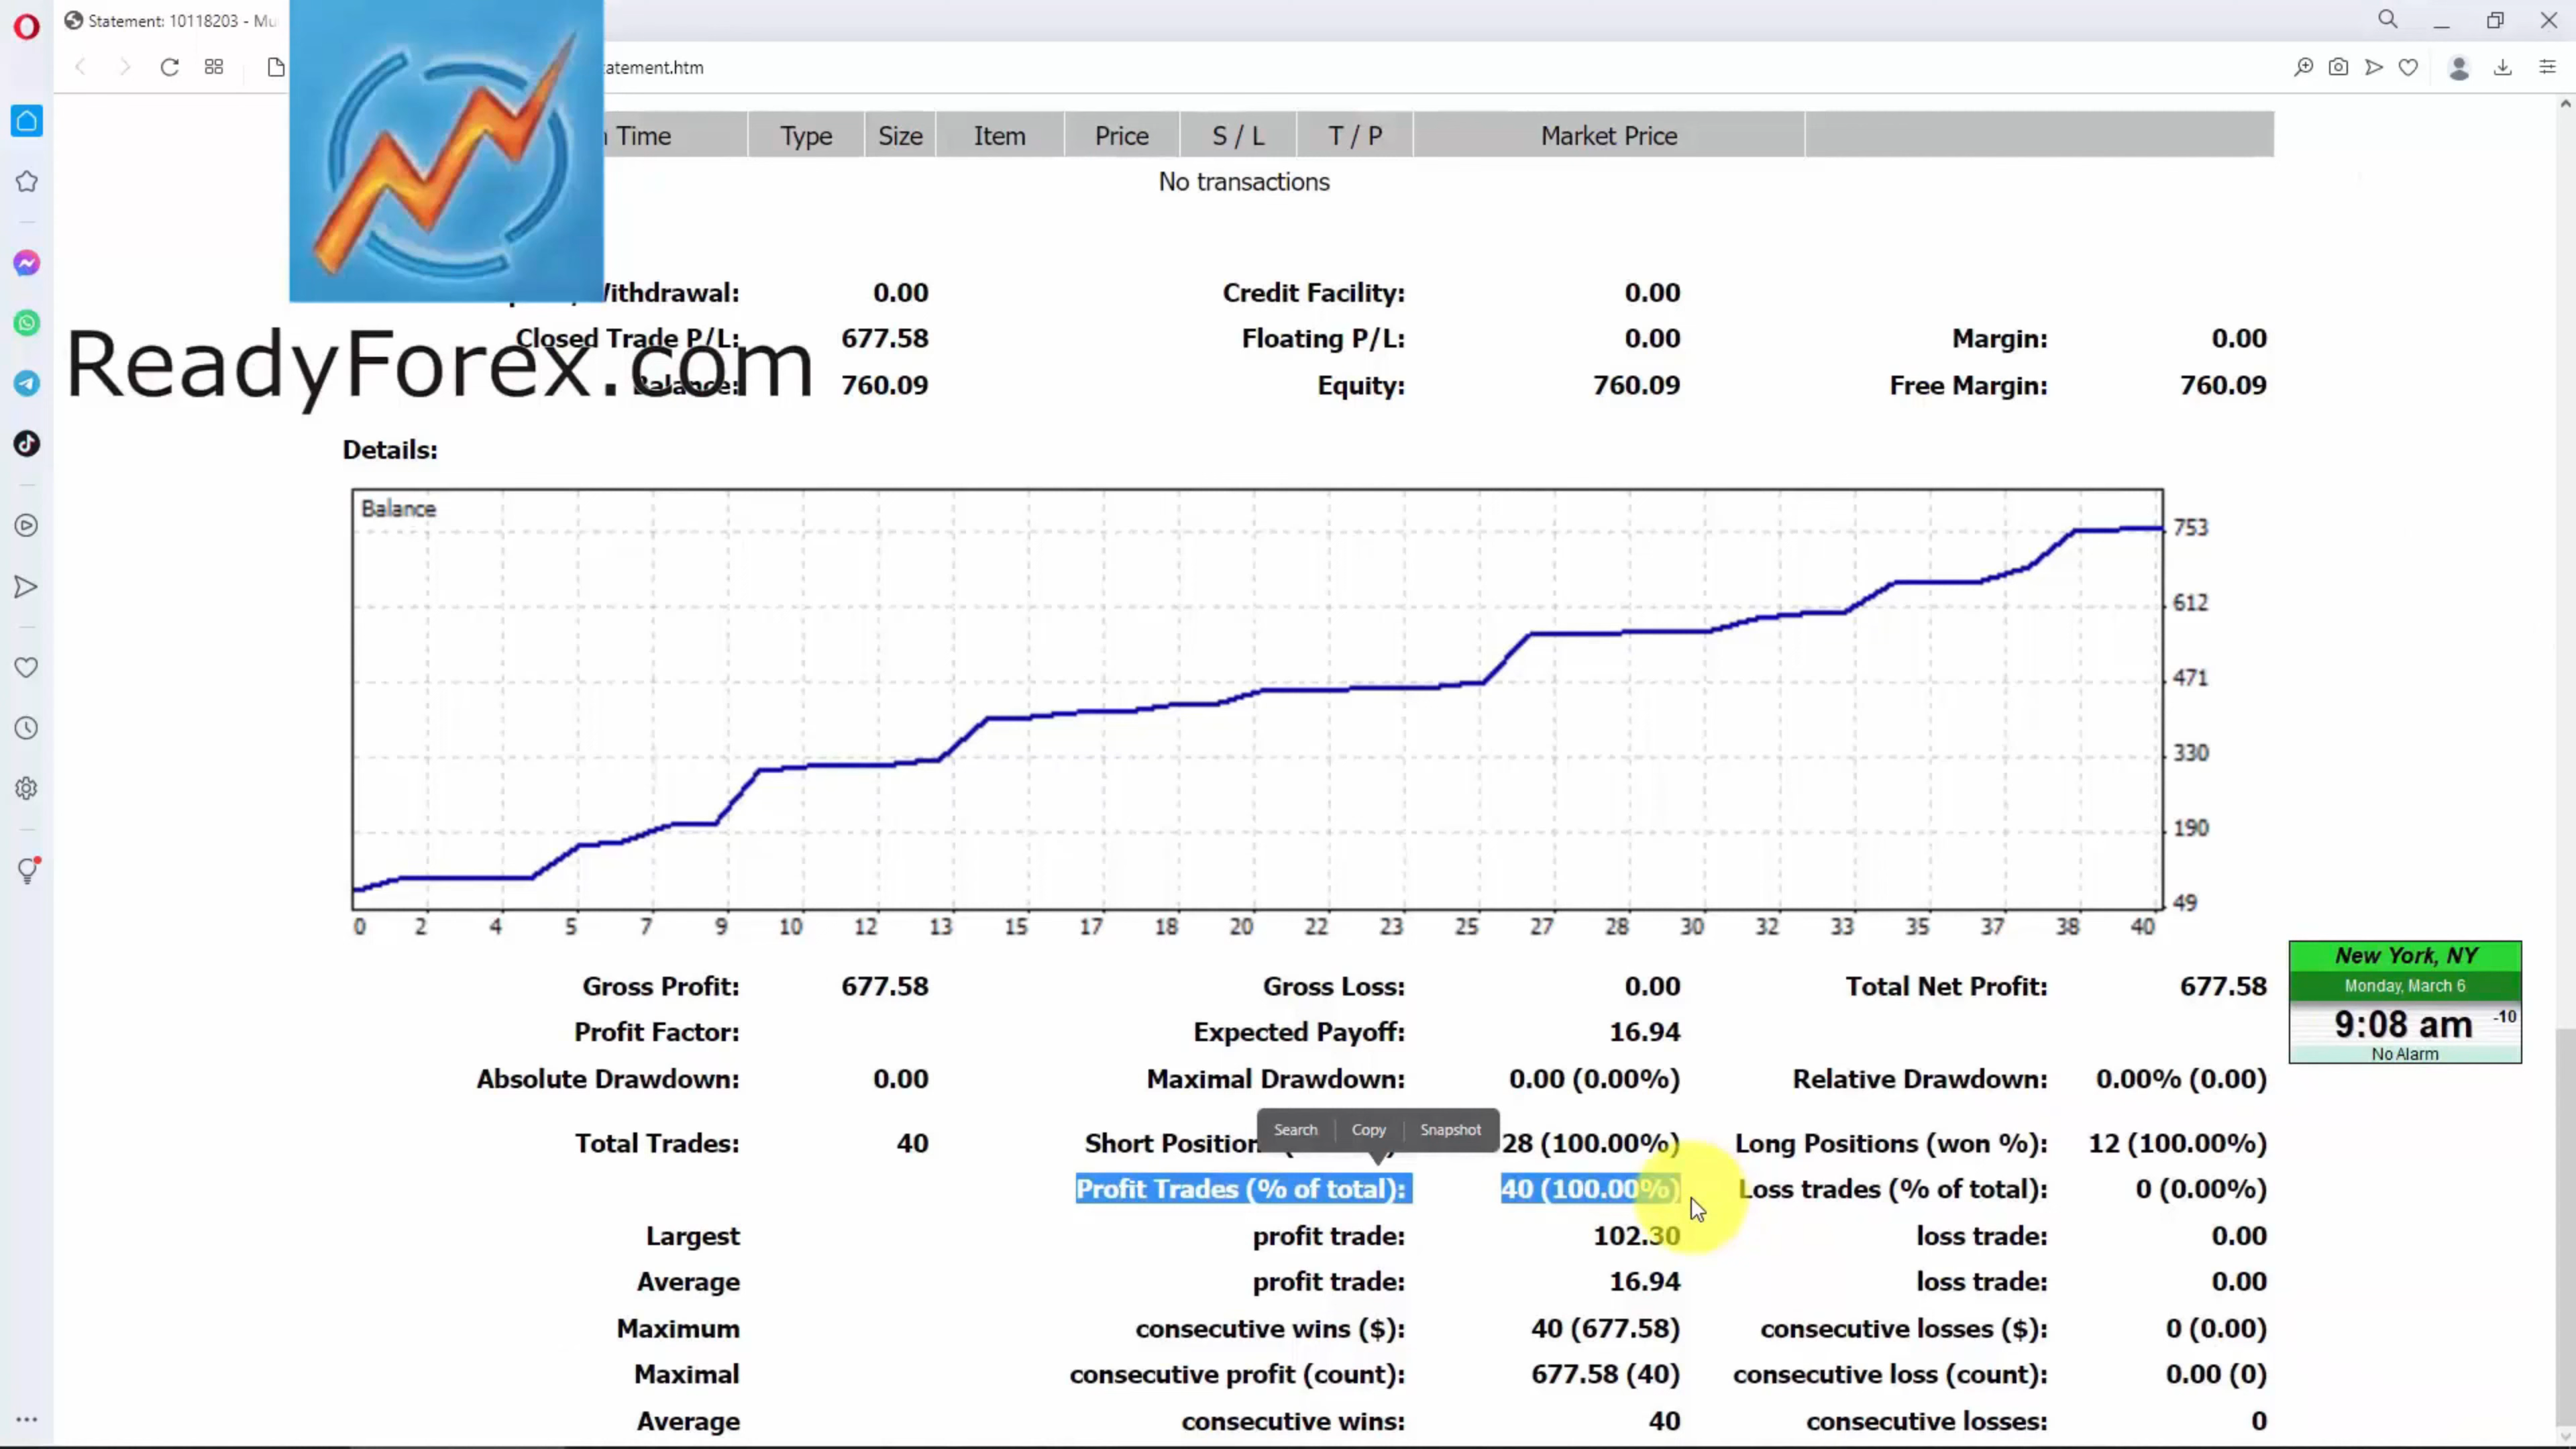 Statement: 10118203 - Mu
atement.htm
Time Type Size Item Price S / L T / P Market Price
No transactions
ithdrawal: 0.00 Credit Facility: 0.00
Closed Trade P/L: 677.58 Floating P/L: 0.00 Margin: 0.00
ReadyForex.com
Balance: 760.09 Equity: 760.09 Free Margin: 760.09
Details:
Balance
753
612
471
330
190
49
0 2 4 5 7 9 10 12 13 15 17 18 20 22 23 25 27 28 30 32 33 35 37 38 40
New York, NY
Monday, March 6
9:08 am -10
No Alarm
Gross Profit: 677.58 Gross Loss: 0.00 Total Net Profit: 677.58
Profit Factor: Expected Payoff: 16.94
Absolute Drawdown: 0.00 Maximal Drawdown: 0.00 (0.00%) Relative Drawdown: 0.00% (0.00)
Search Copy Snapshot
Total Trades: 40 Short Position 28 (100.00%) Long Positions (won %): 12 (100.00%)
Profit Trades (% of total): 40 (100.00%) Loss trades (% of total): 0 (0.00%)
Largest profit trade: 102.30 loss trade: 0.00
Average profit trade: 16.94 loss trade: 0.00
Maximum consecutive wins ($): 40 (677.58) consecutive losses ($): 0 (0.00)
Maximal consecutive profit (count): 677.58 (40) consecutive loss (count): 0.00 (0)
Average consecutive wins: 40 consecutive losses: 0